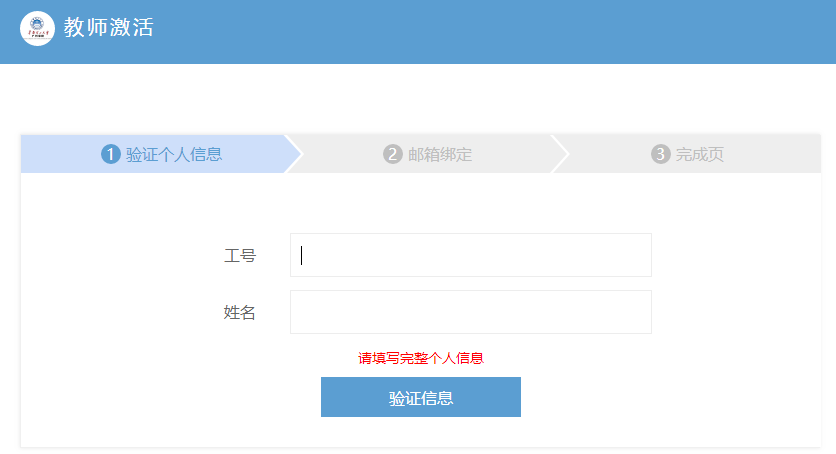 教师激活
1 验证个人信息
2 邮箱绑定
3 完成页
工号
姓名
请填写完整个人信息
验证信息